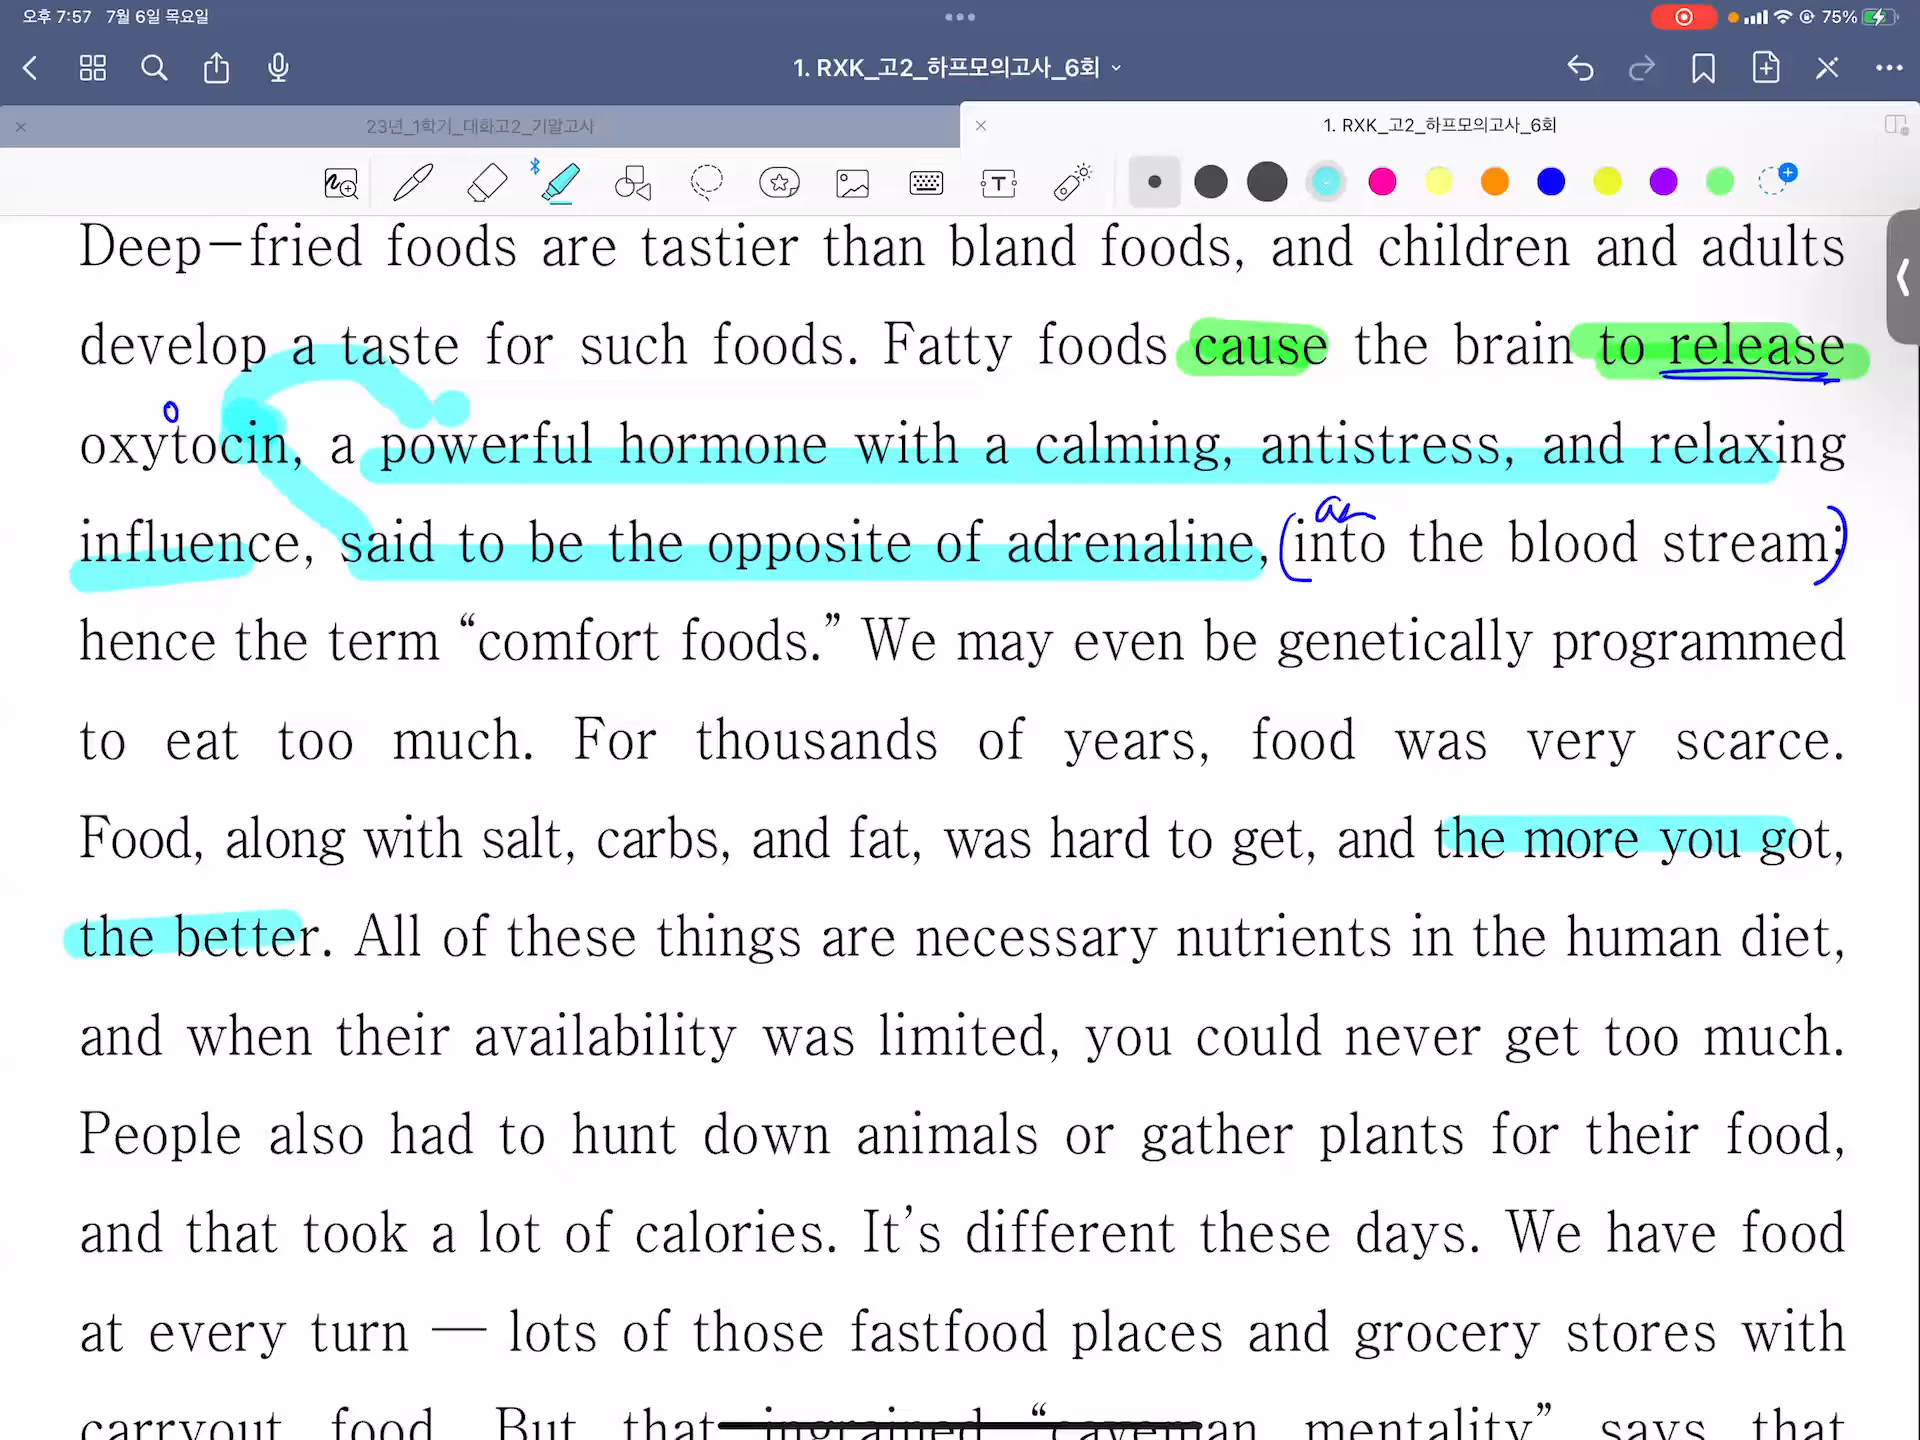 오후 7:57 7월 6일 목요일
75%
1. RXK_고2_하프모의고사_6회
23년_1학기_대화고2_기말고사
1. RXK_고2_하프모의고사_6회
Deep-fried foods are tastier than bland foods, and children and adults
develop a taste for such foods. Fatty foods cause the brain to release
oxytocin, a powerful hormone with a calming, antistress, and relaxing
influence, said to be the opposite of adrenaline, (into the blood stream;)
hence the term “comfort foods.” We may even be genetically programmed
to eat too much. For thousands of years, food was very scarce.
Food, along with salt, carbs, and fat, was hard to get, and the more you got,
the better. All of these things are necessary nutrients in the human diet,
and when their availability was limited, you could never get too much.
People also had to hunt down animals or gather plants for their food,
and that took a lot of calories. It’s different these days. We have food
at every turn — lots of those fastfood places and grocery stores with
carryout food. But that ingrained “caveman mentality” says that